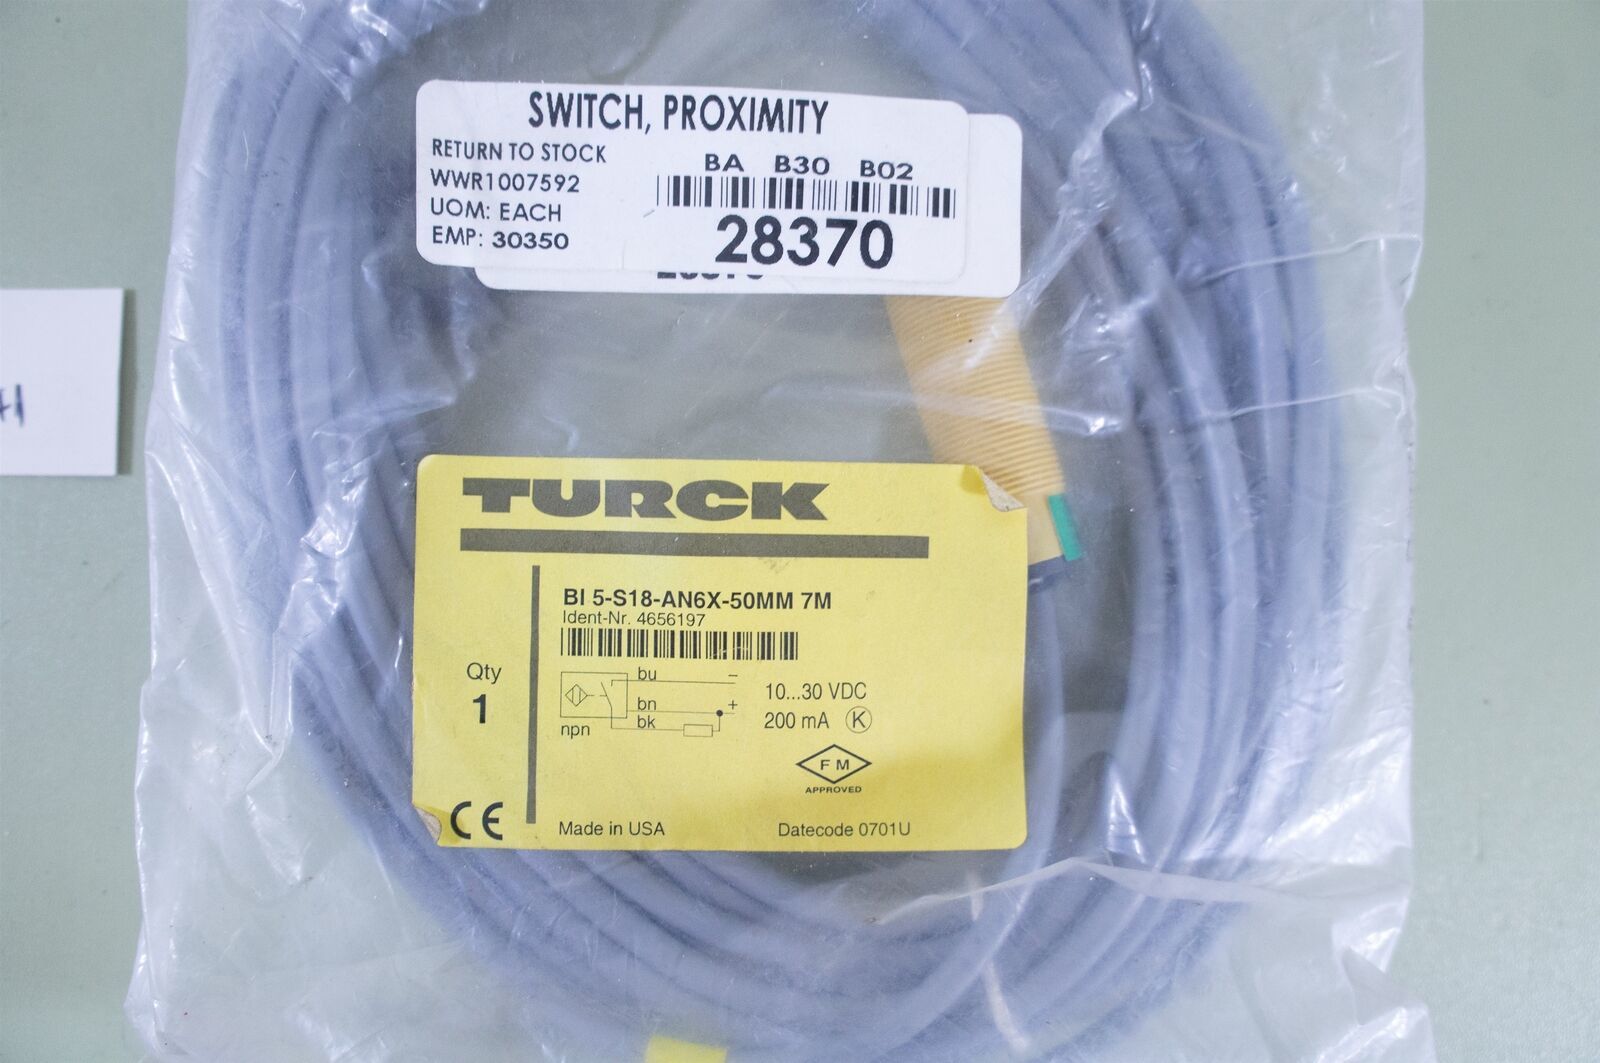 SWITCH, PROXIMITY
RETURN TO STOCK
WWR1007592
UOM: EACH
EMP: 30350
BA B30 B02
28370
TURCK
BI 5-S18-AN6X-50MM 7M
Ident-Nr. 4656197
Qty
1
bu
bn
bk
npn
-
+
10...30 VDC
200 mA K
FM
APPROVED
CE
Made in USA
Datecode 0701U